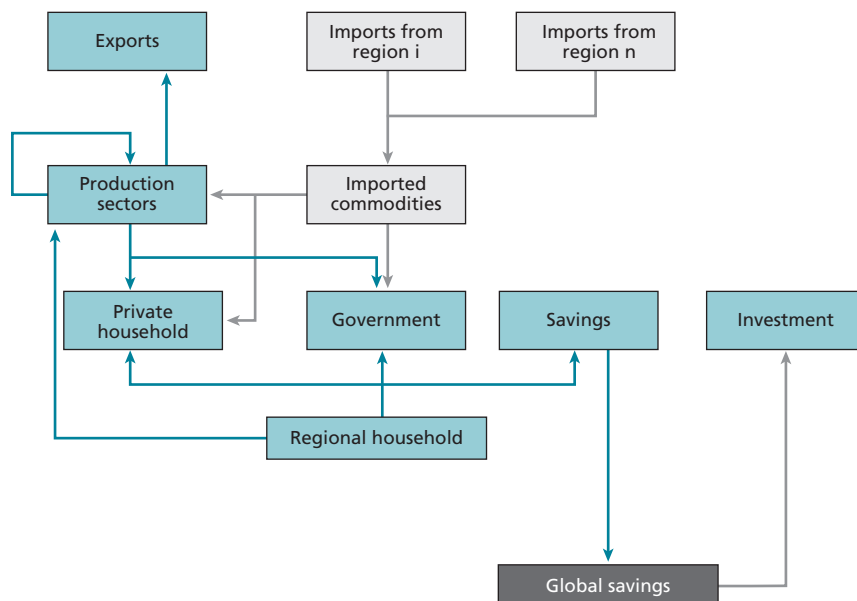 Exports
Imports from
region i
Imports from
region n
Production
sectors
Imported
commodities
Private
household
Government
Savings
Investment
Regional household
Global savings